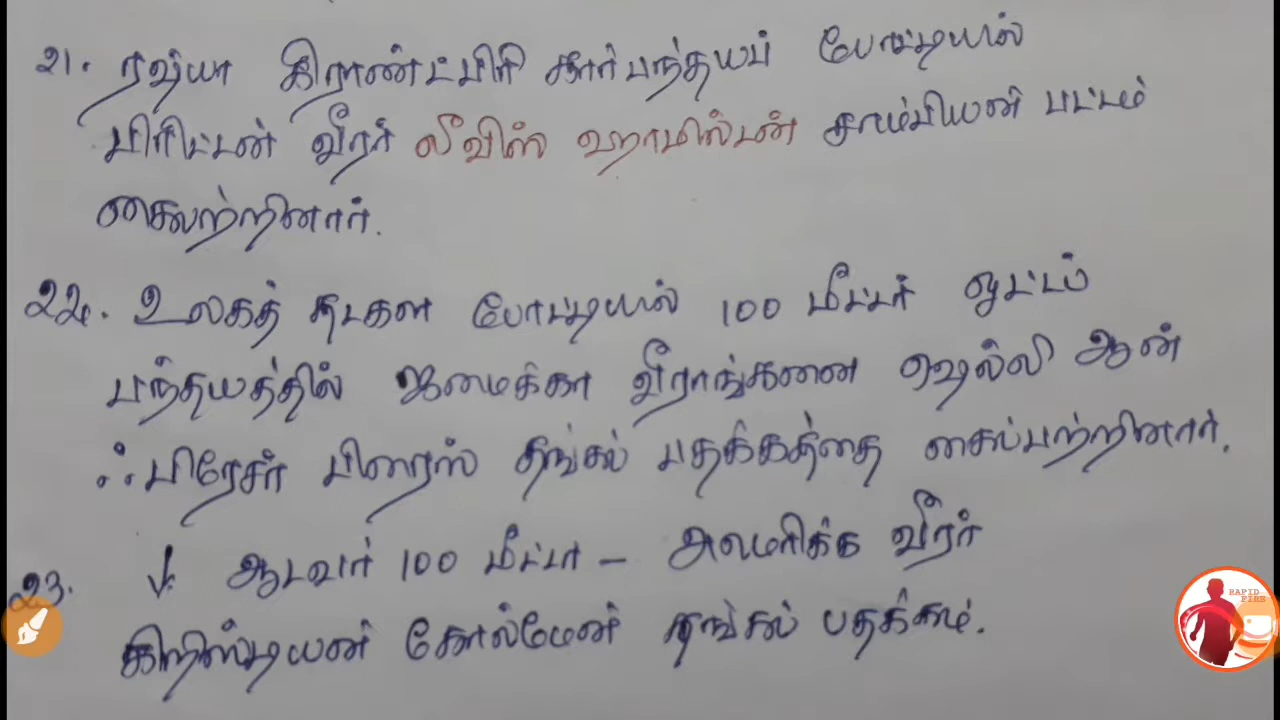 21. ரஷ்யா கிராண்ட்பிரி கார்பந்தயப் போட்டியில்
பிரிட்டன் வீரர் லீவிஸ் ஹாமில்டன் சாம்பியன் பட்டம்
கைபற்றினார்.
22. உலகத் தடகள போட்டியில் 100 மீட்டர் ஓட்டப்
பந்தயத்தில் ஜமைக்கா வீராங்கனை ஷெல்லி ஆன்
ஃபிரேசர் பிரைஸ் தங்கப் பதக்கத்தை கைப்பற்றினார்.
23. ↓ ஆடவர் 100 மீட்டர் – அமெரிக்க வீரர்
கிறிஸ்டியன் கோல்மேன் தங்கப் பதக்கம்.
RAPID
FIRE